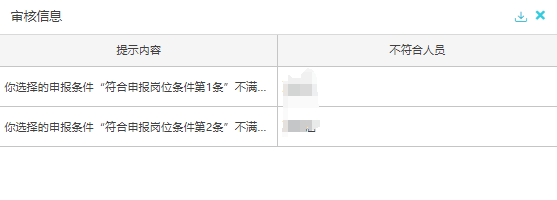 审核信息
提示内容
不符合人员
你选择的申报条件“符合申报岗位条件第1条”不满...
你选择的申报条件“符合申报岗位条件第2条”不满...